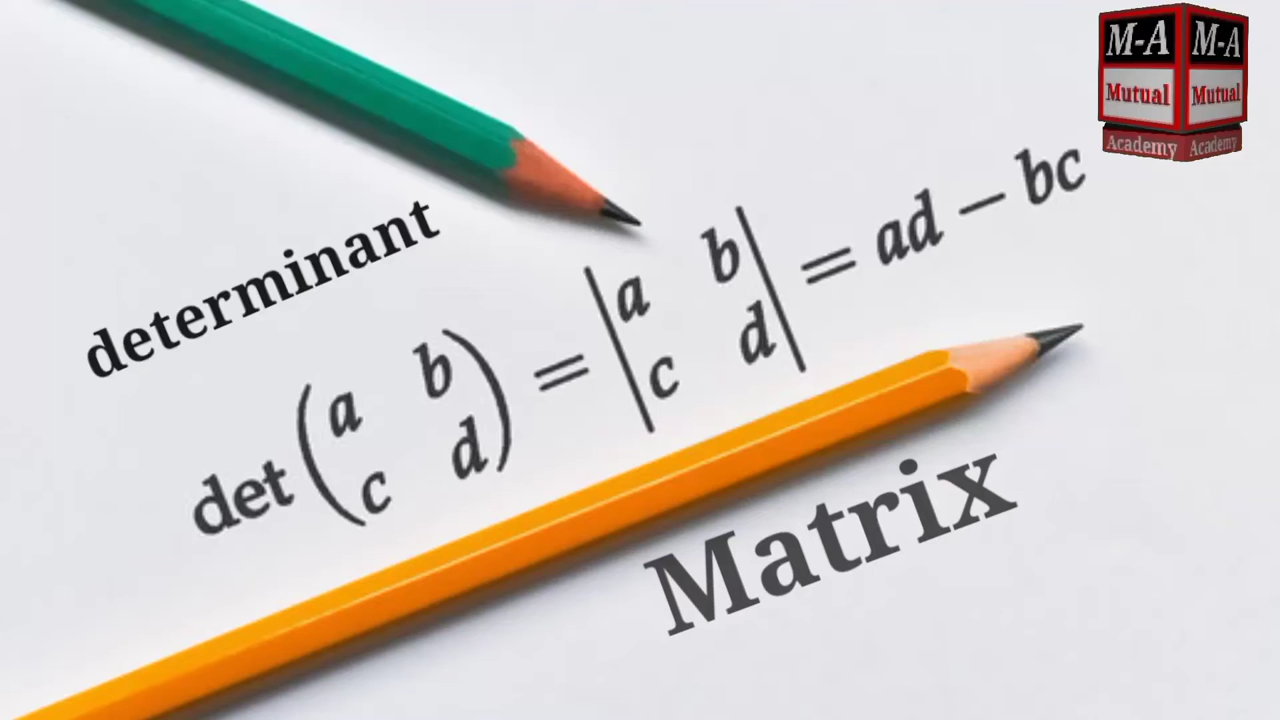 M-A M-A
Mutual Mutual
Academy Academy
determinant
det(a b c d) = |a b c d| = ad − bc
Matrix